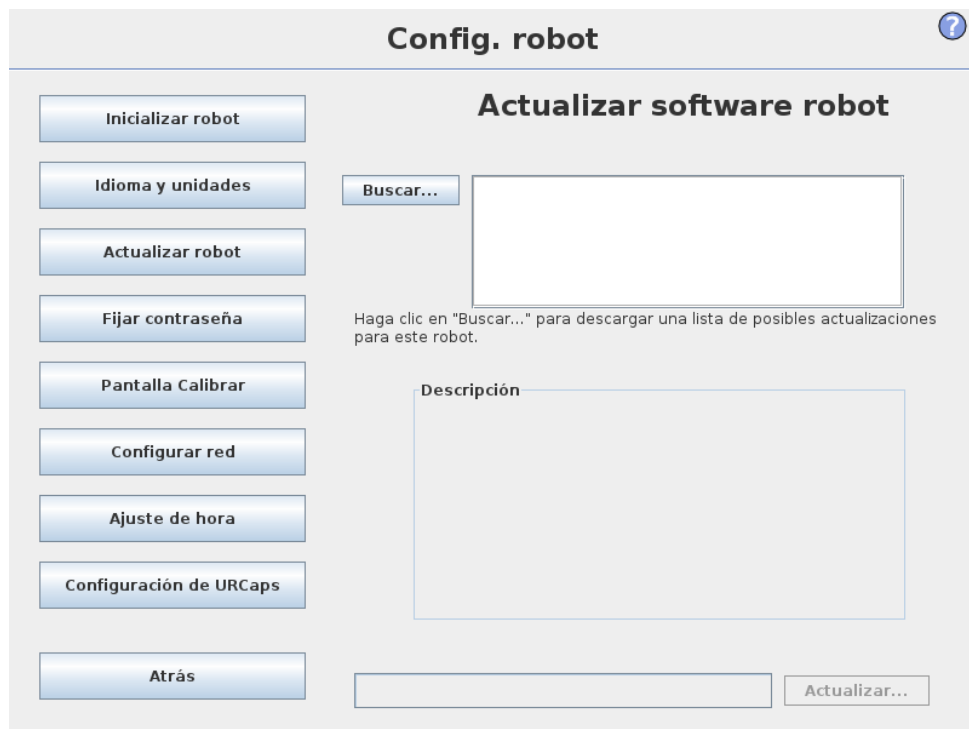 Config. robot
?
Inicializar robot
Idioma y unidades
Actualizar robot
Fijar contraseña
Pantalla Calibrar
Configurar red
Ajuste de hora
Configuración de URCaps
Atrás
Actualizar software robot
Buscar...
Haga clic en "Buscar..." para descargar una lista de posibles actualizaciones
para este robot.
Descripción
Actualizar...